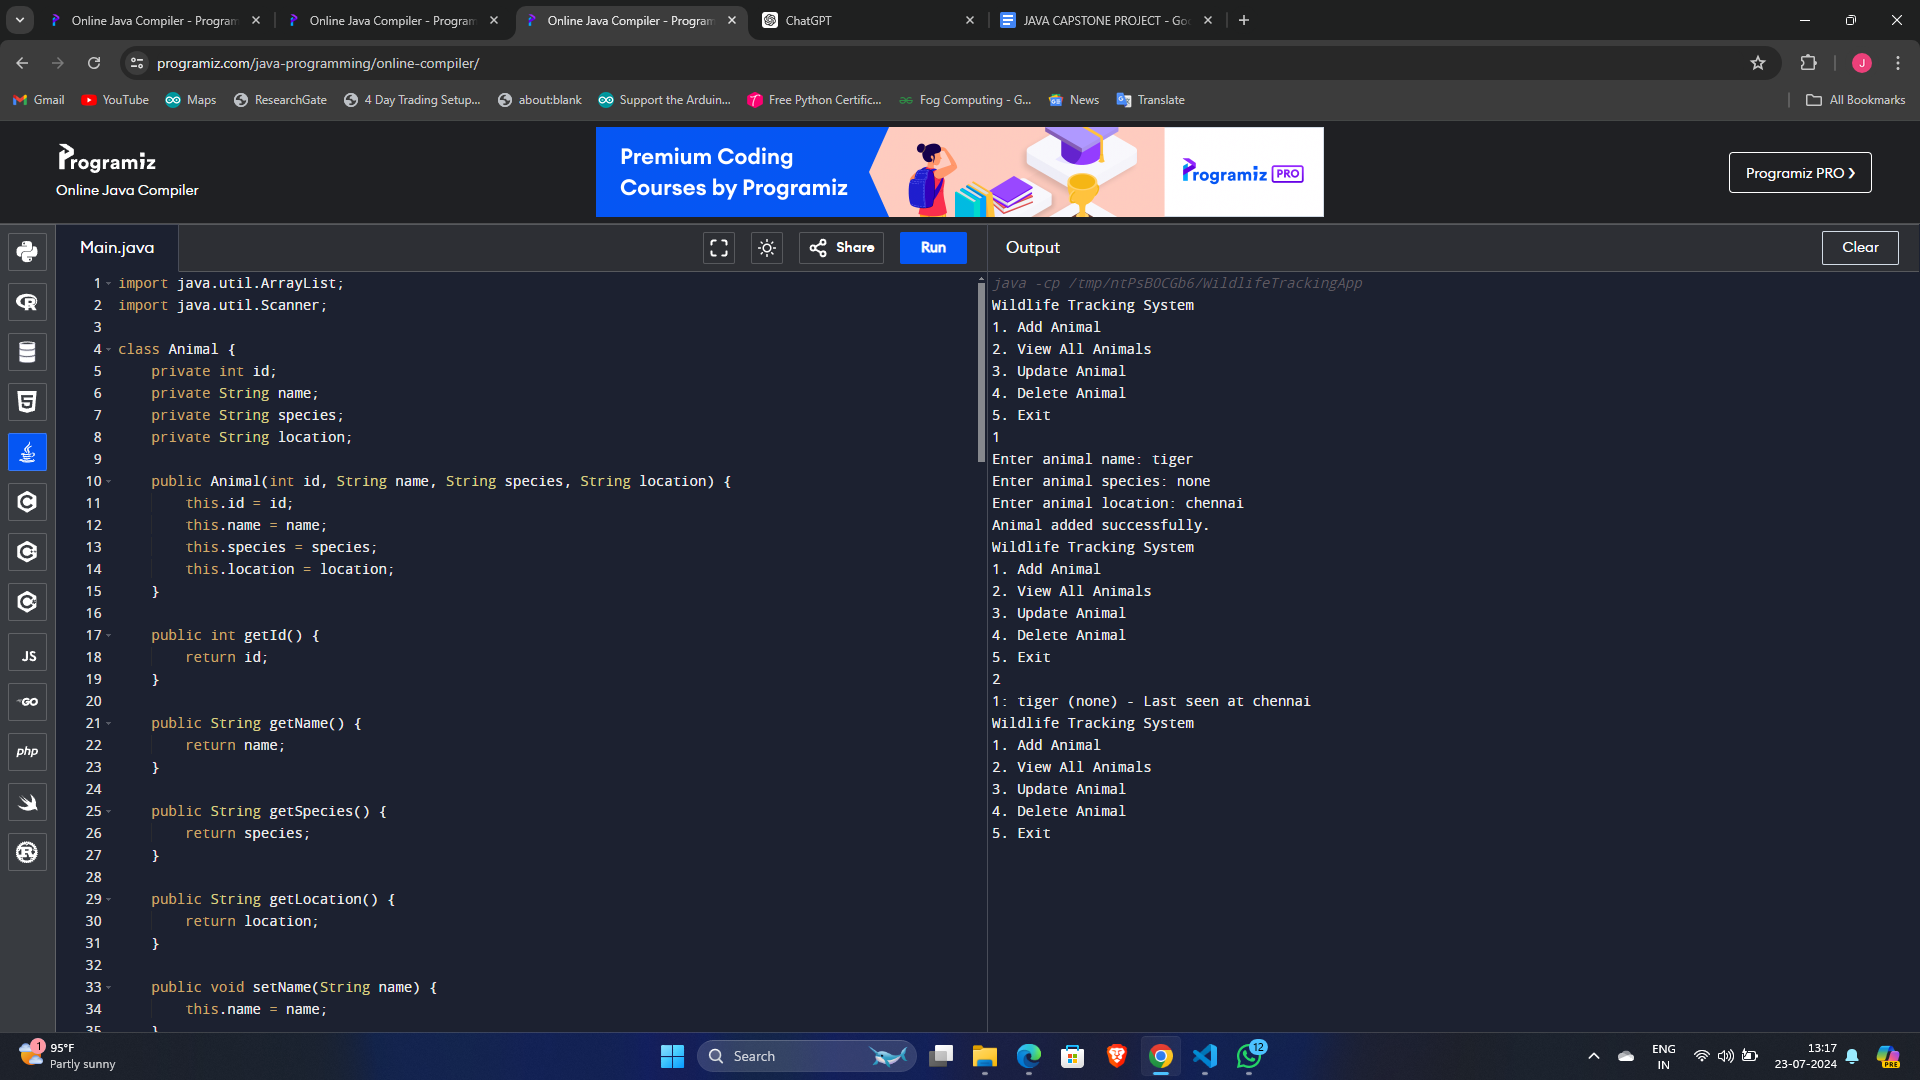 Online Java Compiler - Program
Online Java Compiler - Program
Online Java Compiler - Program
ChatGPT
JAVA CAPSTONE PROJECT - Goo
programiz.com/java-programming/online-compiler/
J
Gmail
YouTube
Maps
ResearchGate
4 Day Trading Setup...
about:blank
Support the Arduin...
Free Python Certific...
Fog Computing - G...
News
Translate
All Bookmarks
Programiz
Online Java Compiler
Premium Coding
Courses by Programiz
Programiz PRO
Programiz PRO
Main.java
Share
Run
Output
Clear
1 import java.util.ArrayList;
2 import java.util.Scanner;
3
4 class Animal {
5 private int id;
6 private String name;
7 private String species;
8 private String location;
9
10 public Animal(int id, String name, String species, String location) {
11 this.id = id;
12 this.name = name;
13 this.species = species;
14 this.location = location;
15 }
16
17 public int getId() {
18 return id;
19 }
20
21 public String getName() {
22 return name;
23 }
24
25 public String getSpecies() {
26 return species;
27 }
28
29 public String getLocation() {
30 return location;
31 }
32
33 public void setName(String name) {
34 this.name = name;
35 }
java -cp /tmp/ntPsBOCGb6/WildlifeTrackingApp
Wildlife Tracking System
1. Add Animal
2. View All Animals
3. Update Animal
4. Delete Animal
5. Exit
1
Enter animal name: tiger
Enter animal species: none
Enter animal location: chennai
Animal added successfully.
Wildlife Tracking System
1. Add Animal
2. View All Animals
3. Update Animal
4. Delete Animal
5. Exit
2
1: tiger (none) - Last seen at chennai
Wildlife Tracking System
1. Add Animal
2. View All Animals
3. Update Animal
4. Delete Animal
5. Exit
R
5
C
C
C
JS
GO
php
R
1
95°F
Partly sunny
Search
12
ENG
IN
13:17
23-07-2024
PRE